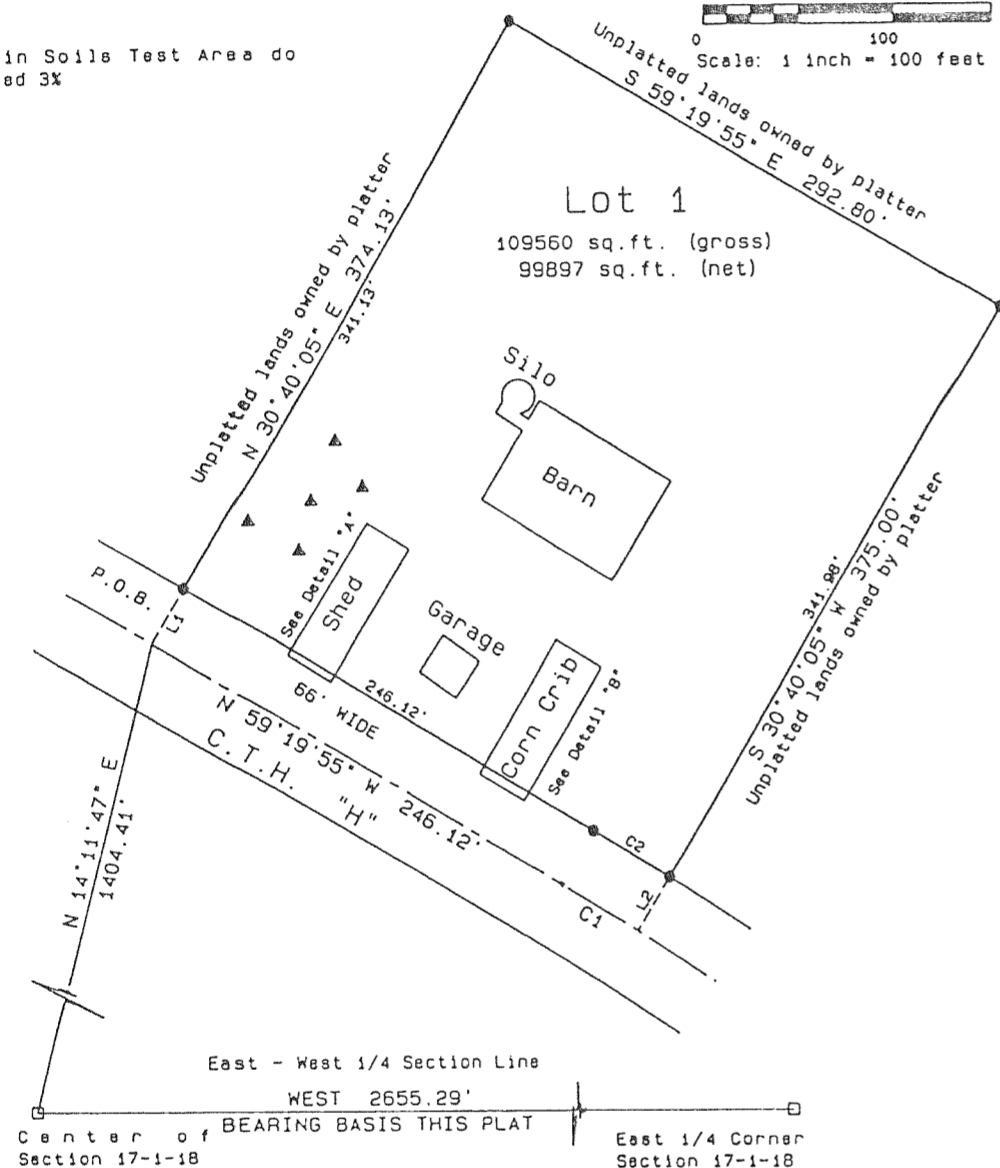 in Soils Test Area do
ed 3%
0 100
Scale: 1 inch = 100 feet
Unplatted lands owned by platter
S 59°19'55" E 292.80'
Lot 1
109560 sq.ft. (gross)
99897 sq.ft. (net)
Unplatted lands owned by platter
N 30°40'05" E 374.13'
341.13'
Silo
Barn
See Detail "A"
Shed
Garage
Corn Crib
See Detail "B"
341.98'
S 30°40'05" W 375.00'
Unplatted lands owned by platter
P.O.B.
L1
246.12'
66' WIDE
N 59°19'55" W 246.12'
C.T.H. "H"
C2
C1
L2
N 14°11'47" E
1404.41'
East - West 1/4 Section Line
WEST 2655.29'
BEARING BASIS THIS PLAT
Center of
Section 17-1-18
East 1/4 Corner
Section 17-1-18